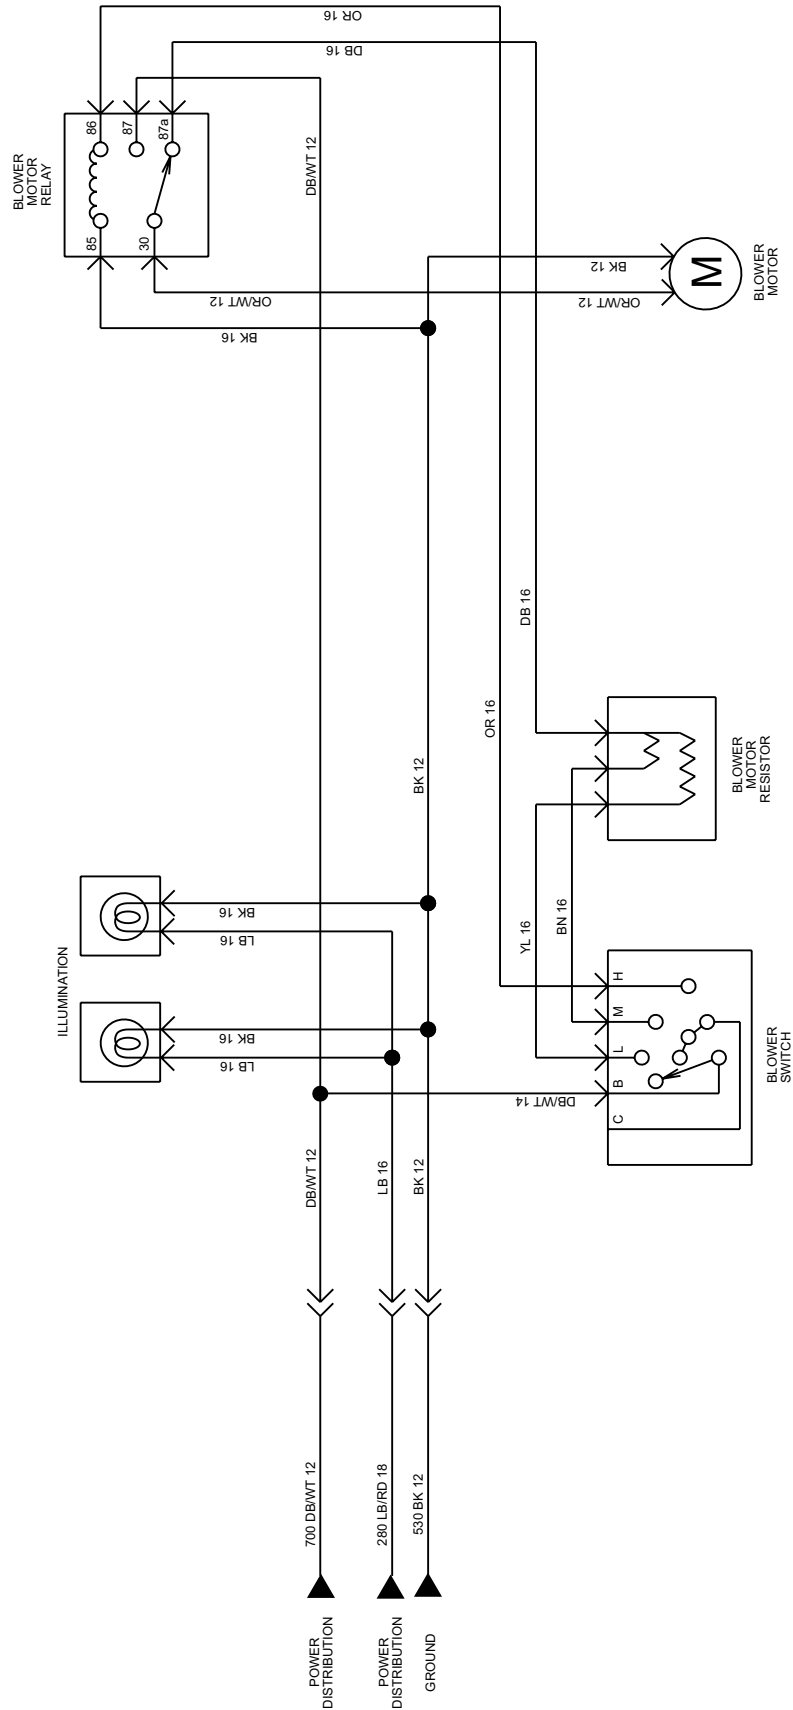 OR 16
DB 16
86
87
87a
85
30
BLOWER
MOTOR
RELAY
DB/WT 12
BK 12
OR/WT 12
OR/WT 12
BK 16
M
BLOWER
MOTOR
DB 16
OR 16
BLOWER
MOTOR
RESISTOR
BK 12
BK 16
LB 16
ILLUMINATION
BK 16
LB 16
YL 16
BN 16
H
M
L
B
C
BLOWER
SWITCH
DB/WT 14
DB/WT 12
LB 16
BK 12
700 DB/WT 12
280 LB/RD 18
530 BK 12
POWER
DISTRIBUTION
POWER
DISTRIBUTION
GROUND